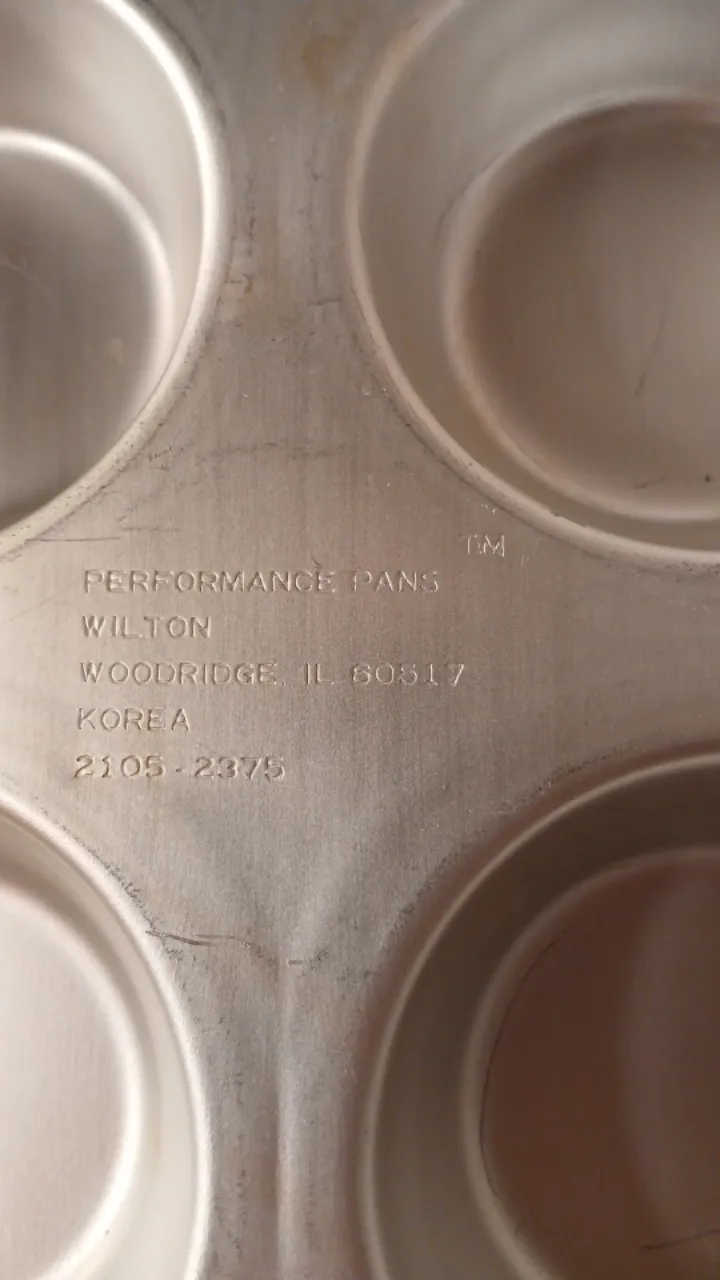 TM
PERFORMANCE PANS
WILTON
WOODRIDGE, IL 60517
KOREA
2105-2375